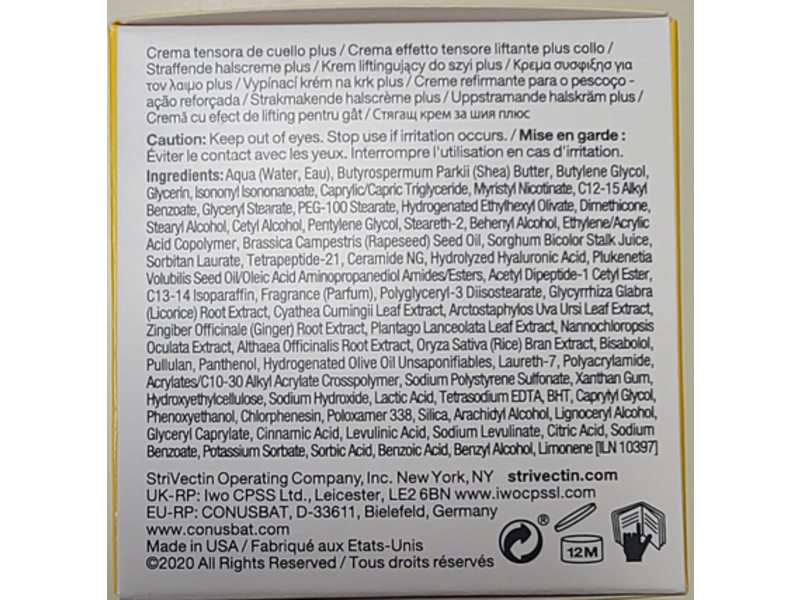 Crema tensora de cuello plus / Crema effetto tensore liftante plus collo /
Straffende halscreme plus / Krem liftingujący do szyi plus / Κρεμα συσφιξησ για
τον λαιμο plus / Vypínací krém na krk plus / Creme refirmante para o pescoço -
ação reforçada / Strakmakende halscrème plus / Uppstramande halskräm plus /
Cremă cu efect de lifting pentru gât / Стягащ крем за шия плюс
Caution: Keep out of eyes. Stop use if irritation occurs. / Mise en garde :
Éviter le contact avec les yeux. Interrompre l'utilisation en cas d'irritation.
Ingredients: Aqua (Water, Eau), Butyrospermum Parkii (Shea) Butter, Butylene Glycol,
Glycerin, Isononyl Isononanoate, Caprylic/Capric Triglyceride, Myristyl Nicotinate, C12-15 Alkyl
Benzoate, Glyceryl Stearate, PEG-100 Stearate, Hydrogenated Ethylhexyl Olivate, Dimethicone,
Stearyl Alcohol, Cetyl Alcohol, Pentylene Glycol, Steareth-2, Behenyl Alcohol, Ethylene/Acrylic
Acid Copolymer, Brassica Campestris (Rapeseed) Seed Oil, Sorghum Bicolor Stalk Juice,
Sorbitan Laurate, Tetrapeptide-21, Ceramide NG, Hydrolyzed Hyaluronic Acid, Plukenetia
Volubilis Seed Oil/Oleic Acid Aminopropanediol Amides/Esters, Acetyl Dipeptide-1 Cetyl Ester,
C13-14 Isoparaffin, Fragrance (Parfum), Polyglyceryl-3 Diisostearate, Glycyrrhiza Glabra
(Licorice) Root Extract, Cyathea Cumingii Leaf Extract, Arctostaphylos Uva Ursi Leaf Extract,
Zingiber Officinale (Ginger) Root Extract, Plantago Lanceolata Leaf Extract, Nannochloropsis
Oculata Extract, Althaea Officinalis Root Extract, Oryza Sativa (Rice) Bran Extract, Bisabolol,
Pullulan, Panthenol, Hydrogenated Olive Oil Unsaponifiables, Laureth-7, Polyacrylamide,
Acrylates/C10-30 Alkyl Acrylate Crosspolymer, Sodium Polystyrene Sulfonate, Xanthan Gum,
Hydroxyethylcellulose, Sodium Hydroxide, Lactic Acid, Tetrasodium EDTA, BHT, Caprylyl Glycol,
Phenoxyethanol, Chlorphenesin, Poloxamer 338, Silica, Arachidyl Alcohol, Lignoceryl Alcohol,
Glyceryl Caprylate, Cinnamic Acid, Levulinic Acid, Sodium Levulinate, Citric Acid, Sodium
Benzoate, Potassium Sorbate, Sorbic Acid, Benzoic Acid, Benzyl Alcohol, Limonene [ILN 10397]
StriVectin Operating Company, Inc. New York, NY strivectin.com
UK-RP: Iwo CPSS Ltd., Leicester, LE2 6BN www.iwocpssl.com
EU-RP: CONUSBAT, D-33611, Bielefeld, Germany
www.conusbat.com
Made in USA / Fabriqué aux Etats-Unis
©2020 All Rights Reserved / Tous droits réservés
®
12M